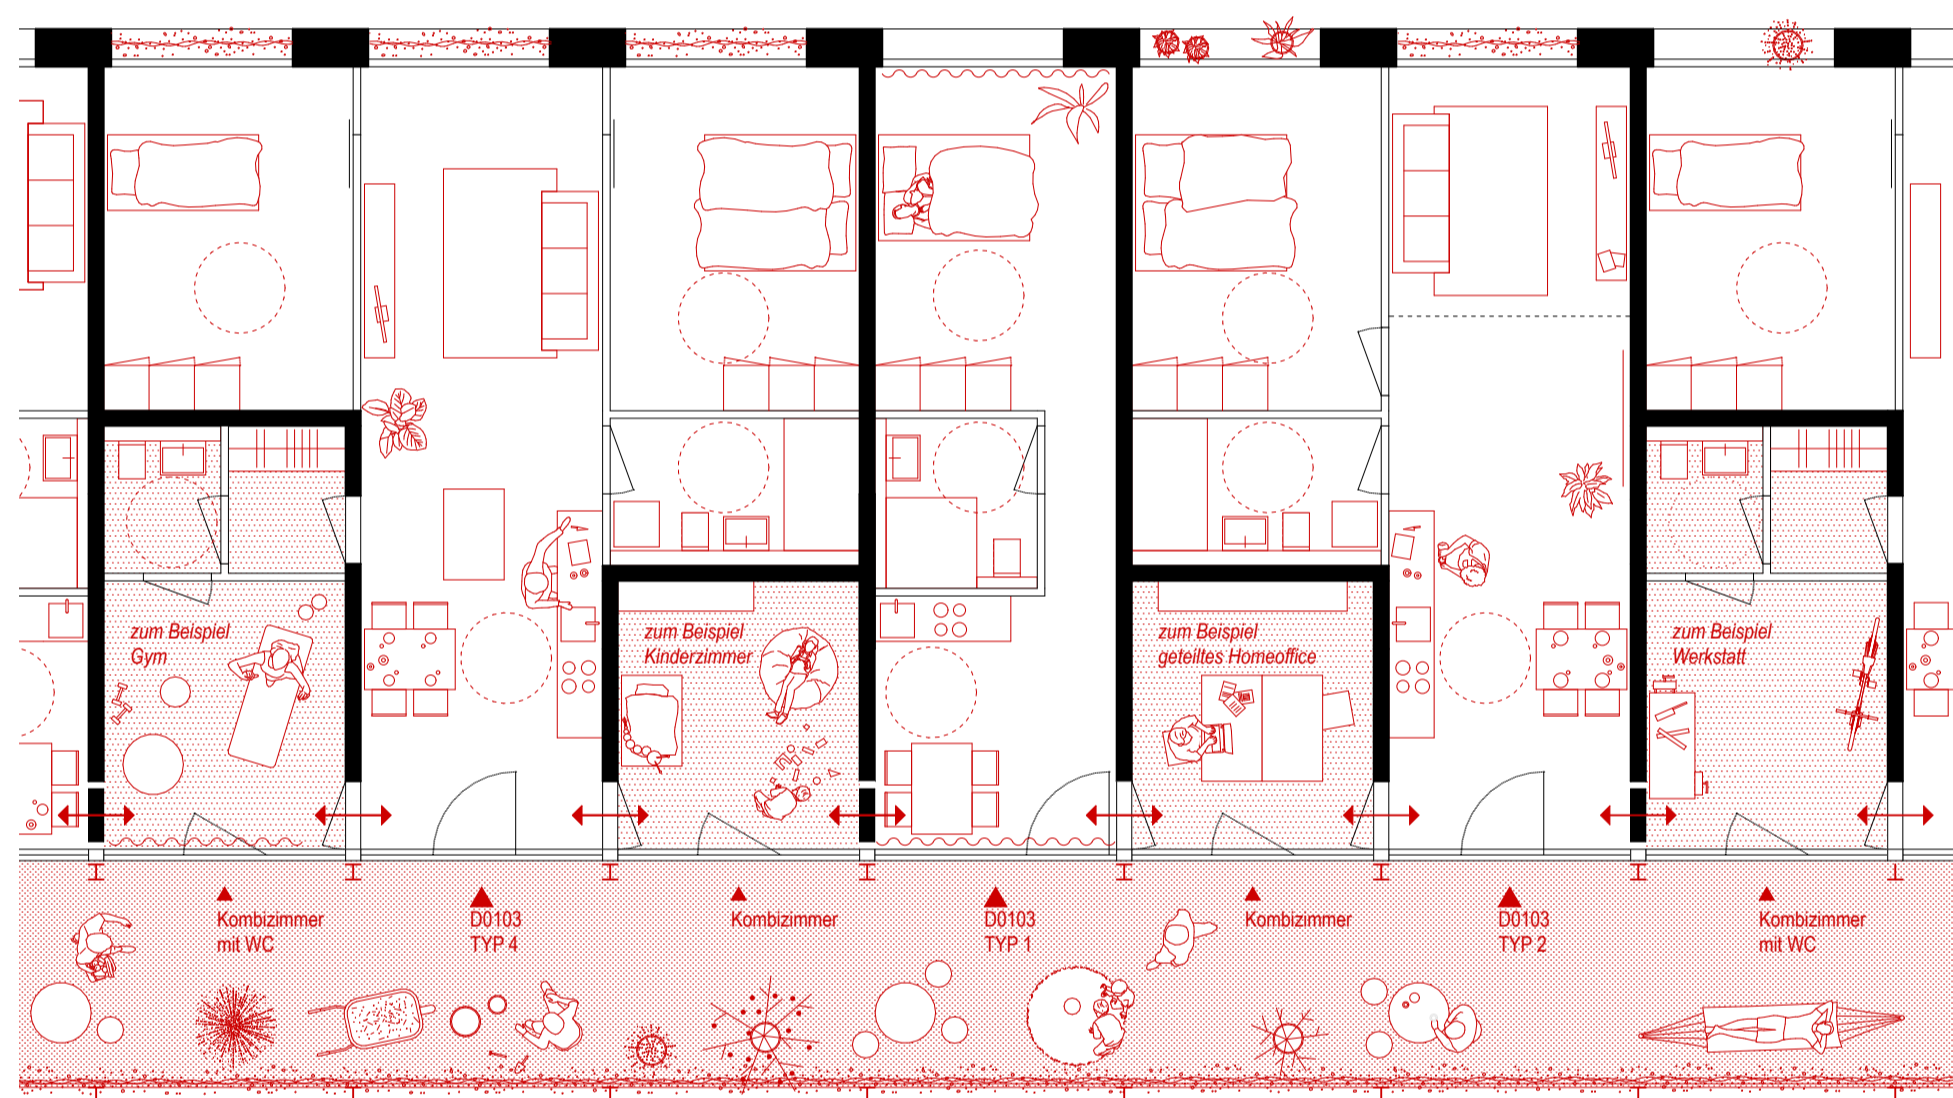 zum Beispiel
Gym
zum Beispiel
Kinderzimmer
zum Beispiel
geteiltes Homeoffice
zum Beispiel
Werkstatt
Kombizimmer
mit WC
D0103
TYP 4
Kombizimmer
D0103
TYP 1
Kombizimmer
D0103
TYP 2
Kombizimmer
mit WC